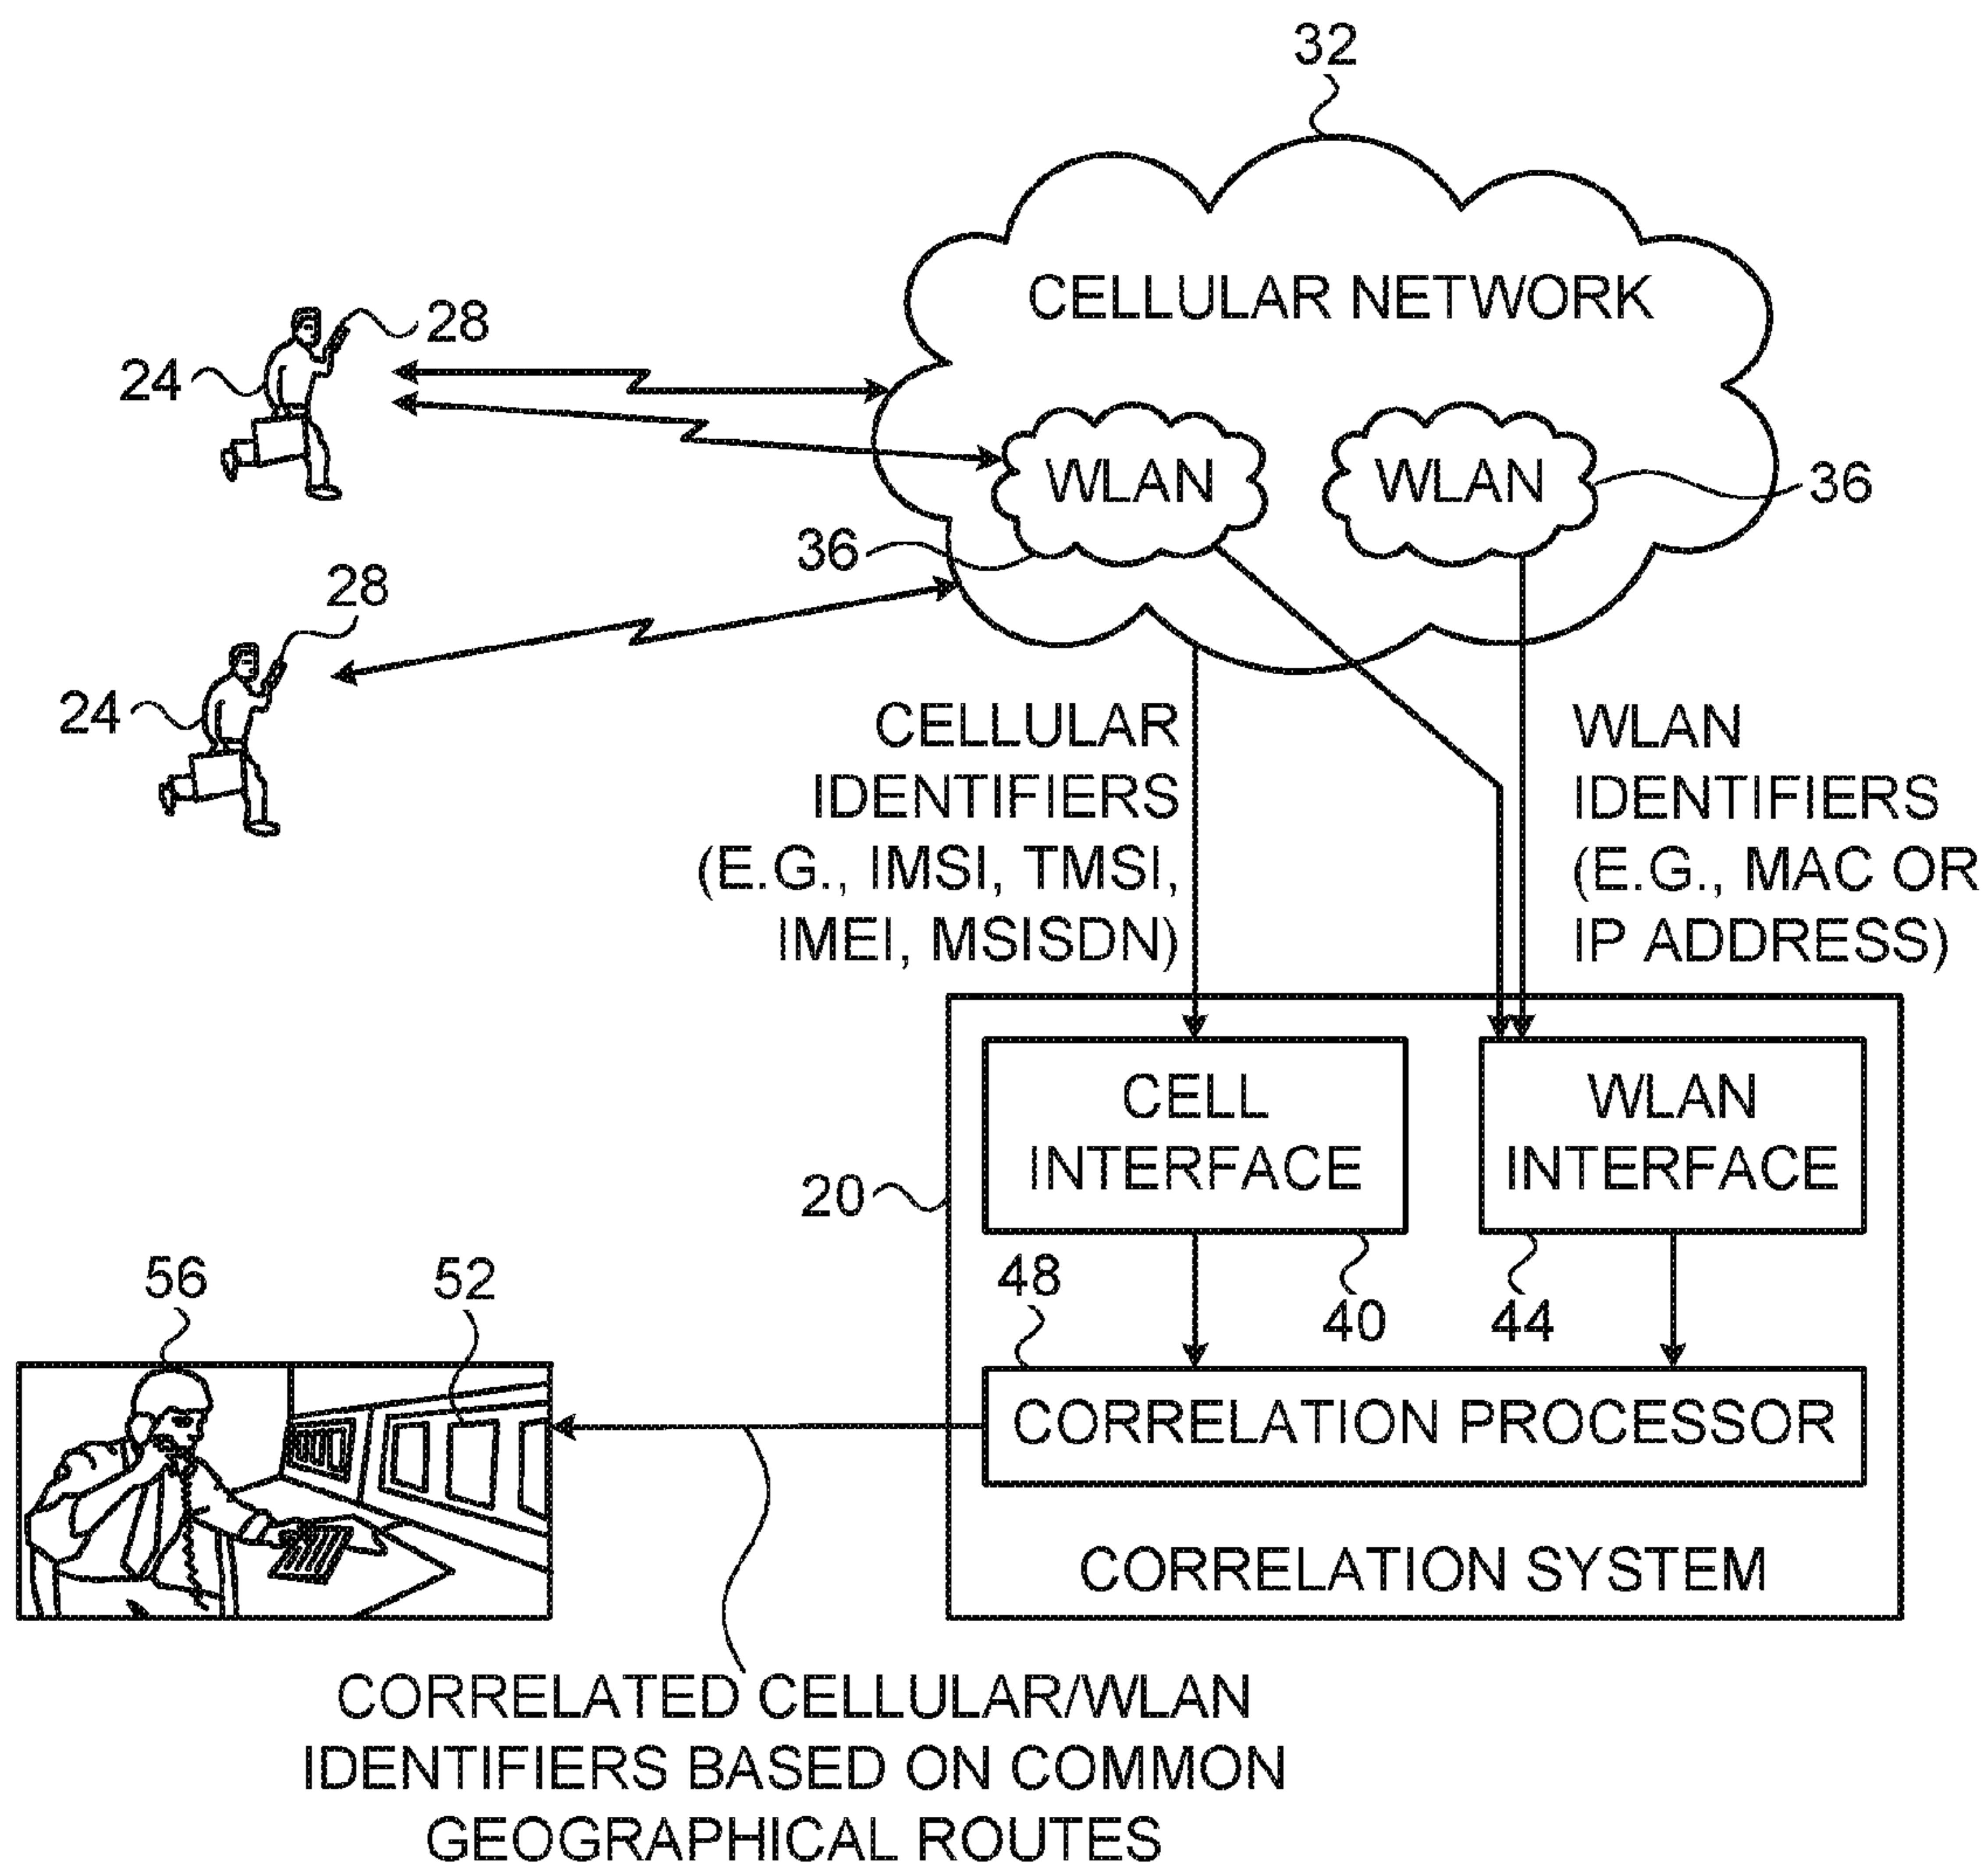 32
CELLULAR NETWORK
28
24
WLAN
WLAN
36
36
28
24
CELLULAR
IDENTIFIERS
(E.G., IMSI, TMSI,
IMEI, MSISDN)
WLAN
IDENTIFIERS
(E.G., MAC OR
IP ADDRESS)
CELL
INTERFACE
WLAN
INTERFACE
20
40
44
48
56
52
CORRELATION PROCESSOR
CORRELATION SYSTEM
CORRELATED CELLULAR/WLAN
IDENTIFIERS BASED ON COMMON
GEOGRAPHICAL ROUTES